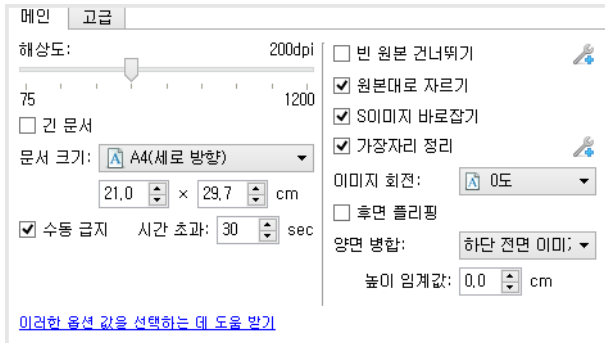 메인 고급
해상도: 200dpi
75 1200
긴 문서
문서 크기: A4(세로 방향)
21.0 × 29.7 cm
수동 급지 시간 초과: 30 sec
이러한 옵션 값을 선택하는 데 도움 받기
빈 원본 건너뛰기
원본대로 자르기
SO이미지 바로잡기
가장자리 정리
이미지 회전: 0도
후면 플리핑
양면 병합: 하단 전면 이미
높이 임계값: 0.0 cm